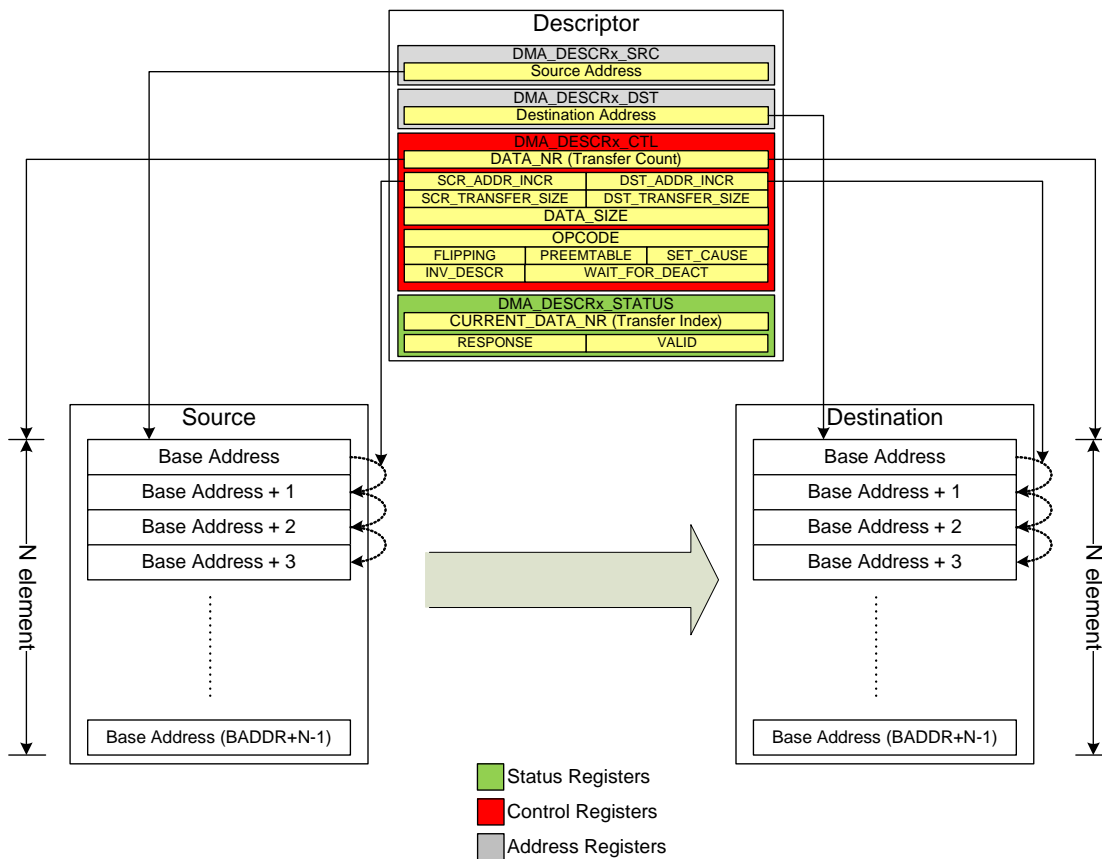 Descriptor
DMA_DESCRx_SRC
Source Address
DMA_DESCRx_DST
Destination Address
DMA_DESCRx_CTL
DATA_NR (Transfer Count)
SCR_ADDR_INCR DST_ADDR_INCR
SCR_TRANSFER_SIZE DST_TRANSFER_SIZE
DATA_SIZE
OPCODE
FLIPPING PREEMTABLE SET_CAUSE
INV_DESCR WAIT_FOR_DEACT
DMA_DESCRx_STATUS
CURRENT_DATA_NR (Transfer Index)
RESPONSE VALID
Source
Base Address
Base Address + 1
Base Address + 2
Base Address + 3
Base Address (BADDR+N-1)
N element
Destination
Base Address
Base Address + 1
Base Address + 2
Base Address + 3
Base Address (BADDR+N-1)
N element
Status Registers
Control Registers
Address Registers